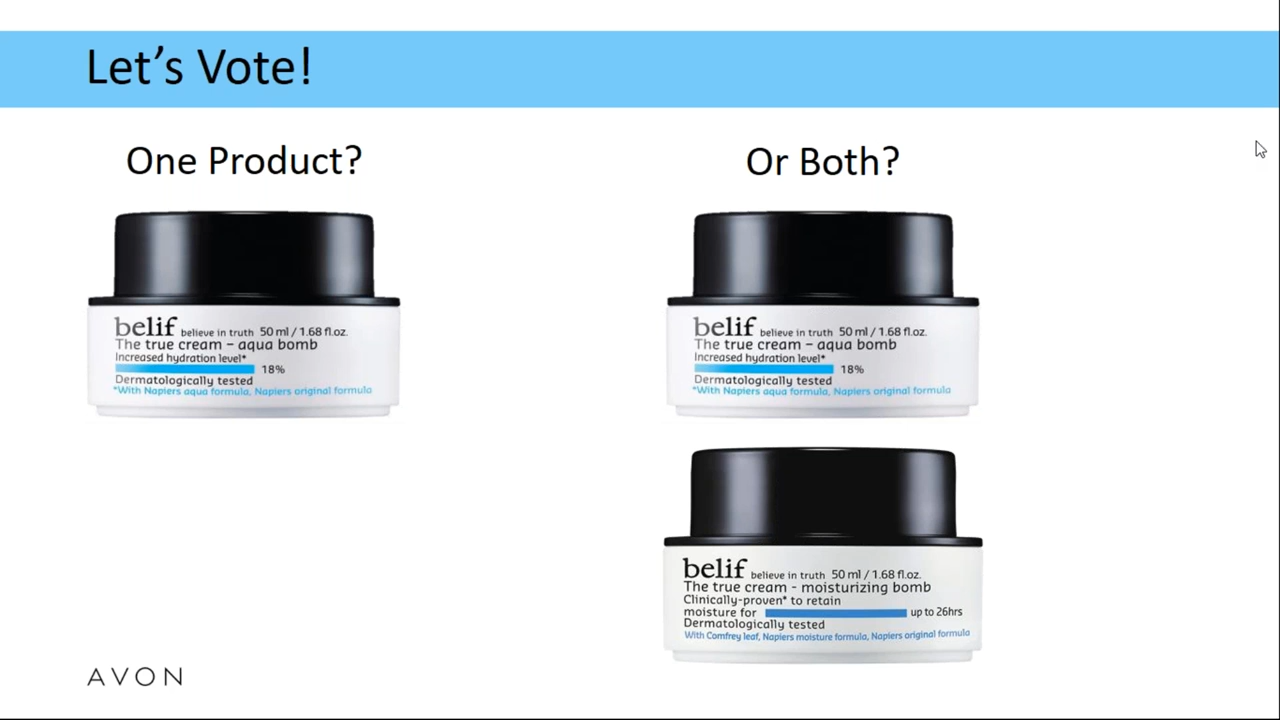 Let's Vote!
One Product?
Or Both?
belif believe in truth 50 ml / 1.68 fl.oz.
The true cream – aqua bomb
Increased hydration level*
18%
Dermatologically tested
*With Napiers aqua formula, Napiers original formula
belif believe in truth 50 ml / 1.68 fl.oz.
The true cream – aqua bomb
Increased hydration level*
18%
Dermatologically tested
*With Napiers aqua formula, Napiers original formula
belif believe in truth 50 ml / 1.68 fl.oz.
The true cream - moisturizing bomb
Clinically-proven* to retain
moisture for up to 26hrs
Dermatologically tested
With Comfrey leaf, Napiers moisture formula, Napiers original formula
AVON